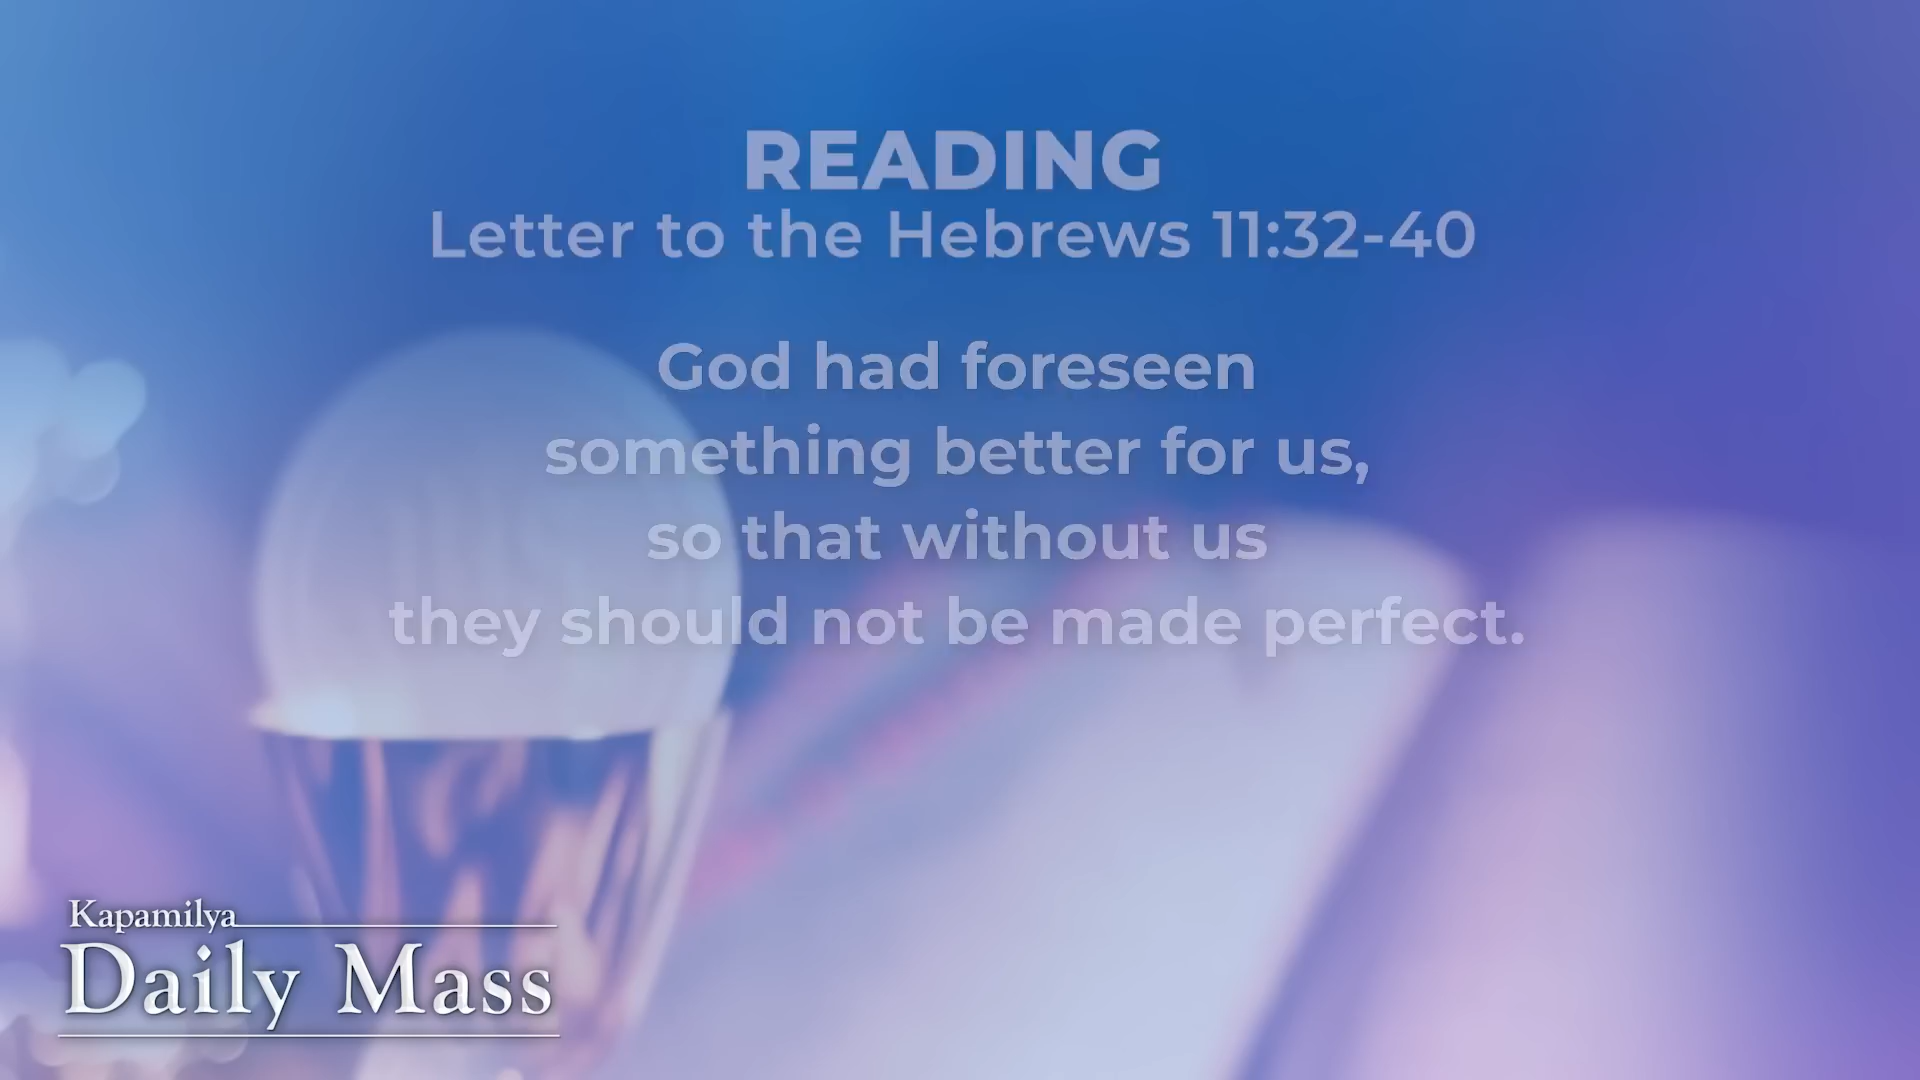 READING
Letter to the Hebrews 11:32-40
God had foreseen
something better for us,
so that without us
they should not be made perfect.
Kapamilya
Daily Mass